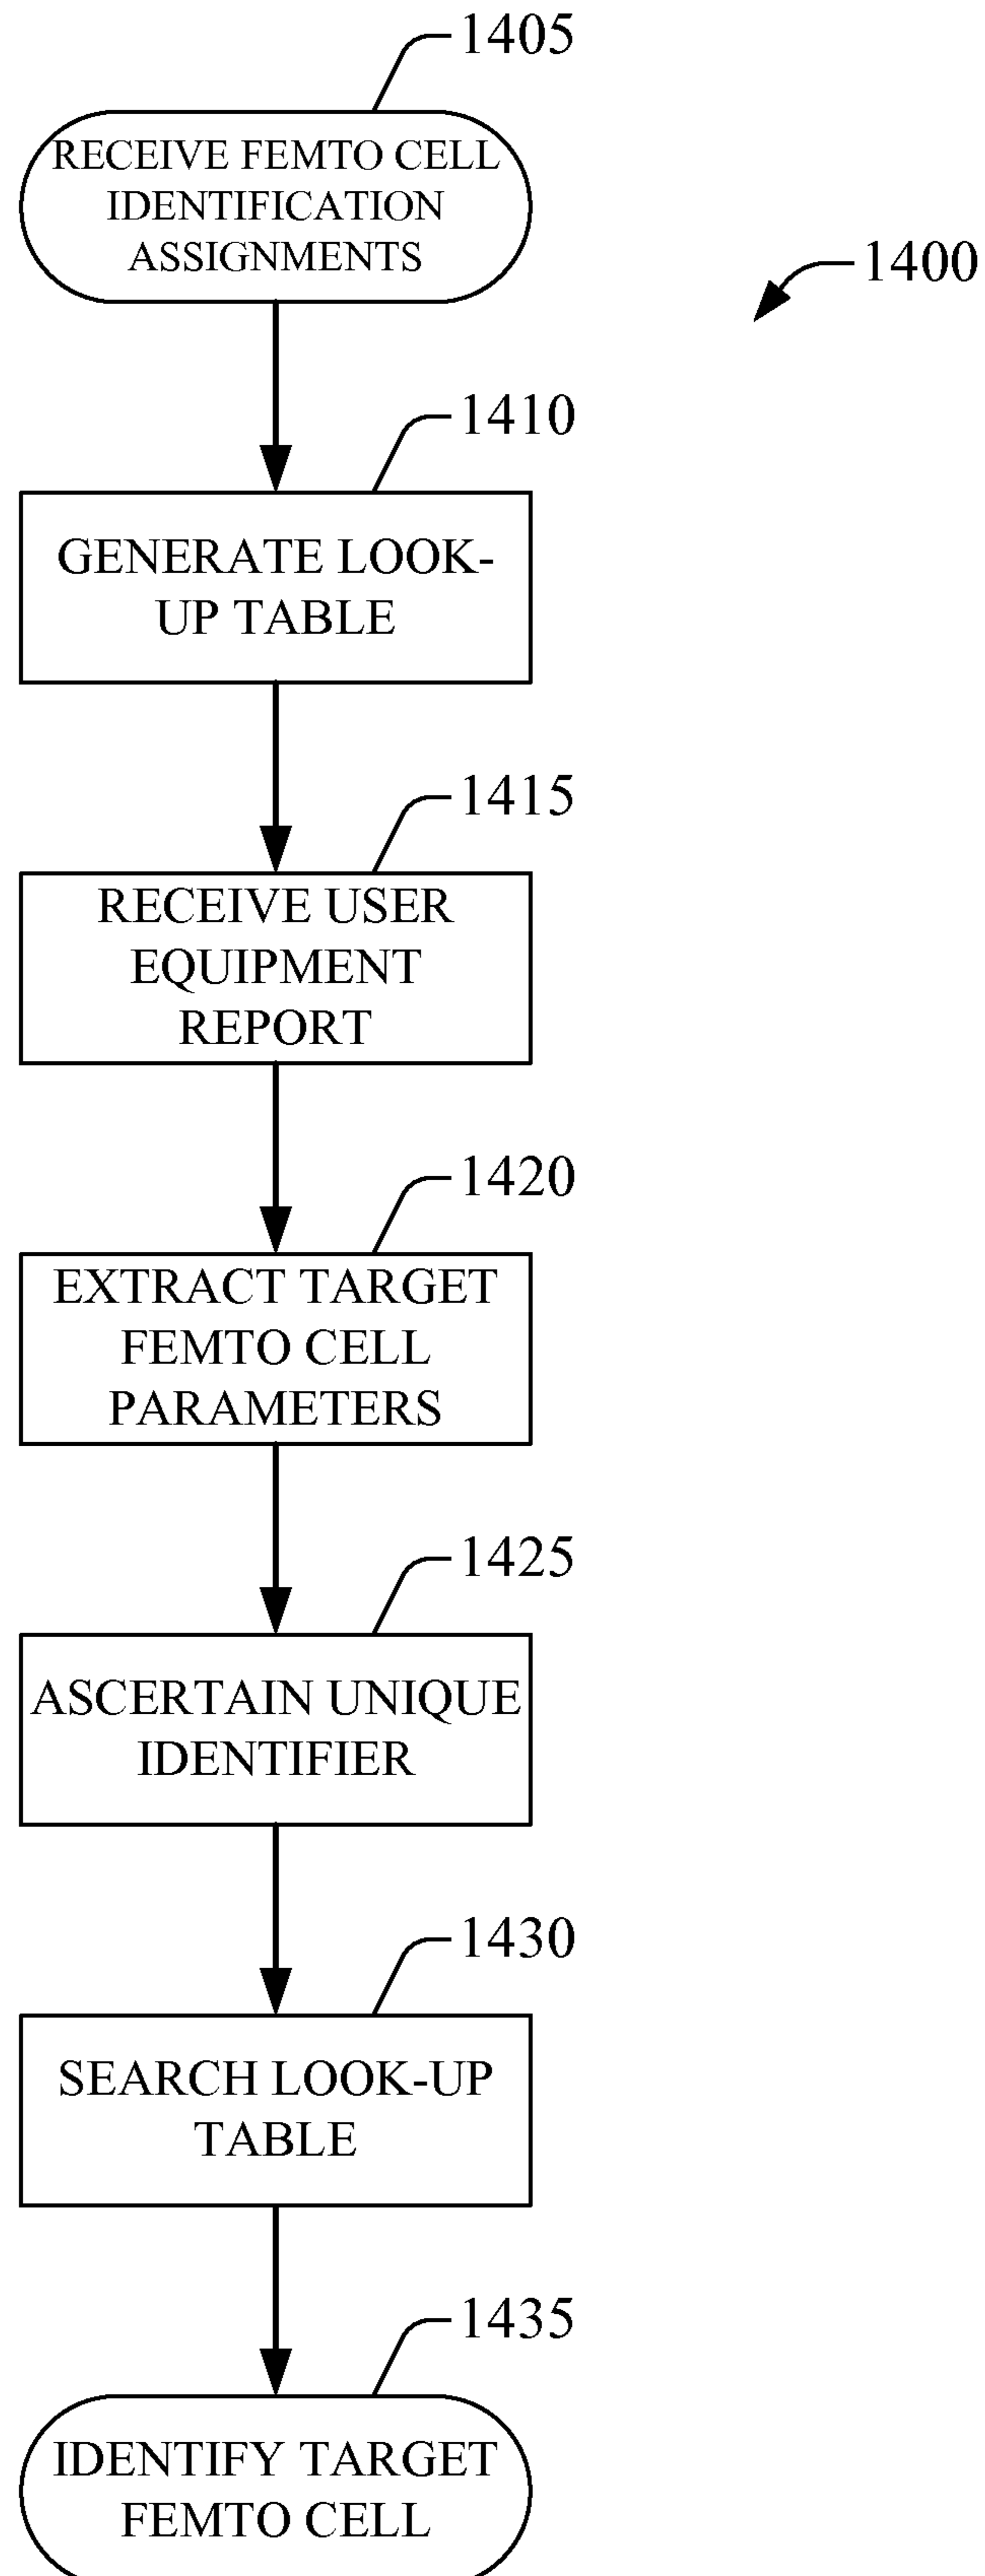 1405
RECEIVE FEMTO CELL
IDENTIFICATION
ASSIGNMENTS
1400
1410
GENERATE LOOK-
UP TABLE
1415
RECEIVE USER
EQUIPMENT
REPORT
1420
EXTRACT TARGET
FEMTO CELL
PARAMETERS
1425
ASCERTAIN UNIQUE
IDENTIFIER
1430
SEARCH LOOK-UP
TABLE
1435
IDENTIFY TARGET
FEMTO CELL